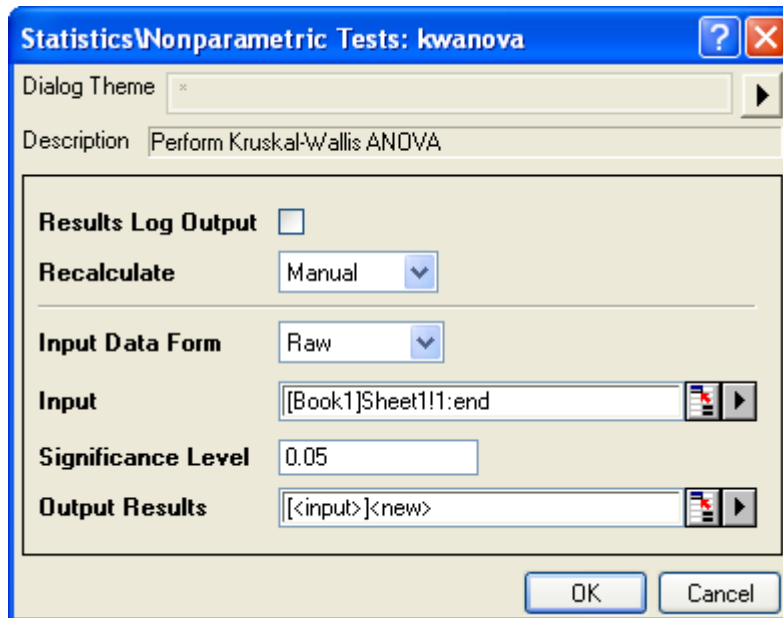 Statistics\Nonparametric Tests: kwanova
Dialog Theme *
Description Perform Kruskal-Wallis ANOVA
Results Log Output
Recalculate Manual
Input Data Form Raw
Input [Book1]Sheet1!1:end
Significance Level 0.05
Output Results [<input>]<new>
OK Cancel